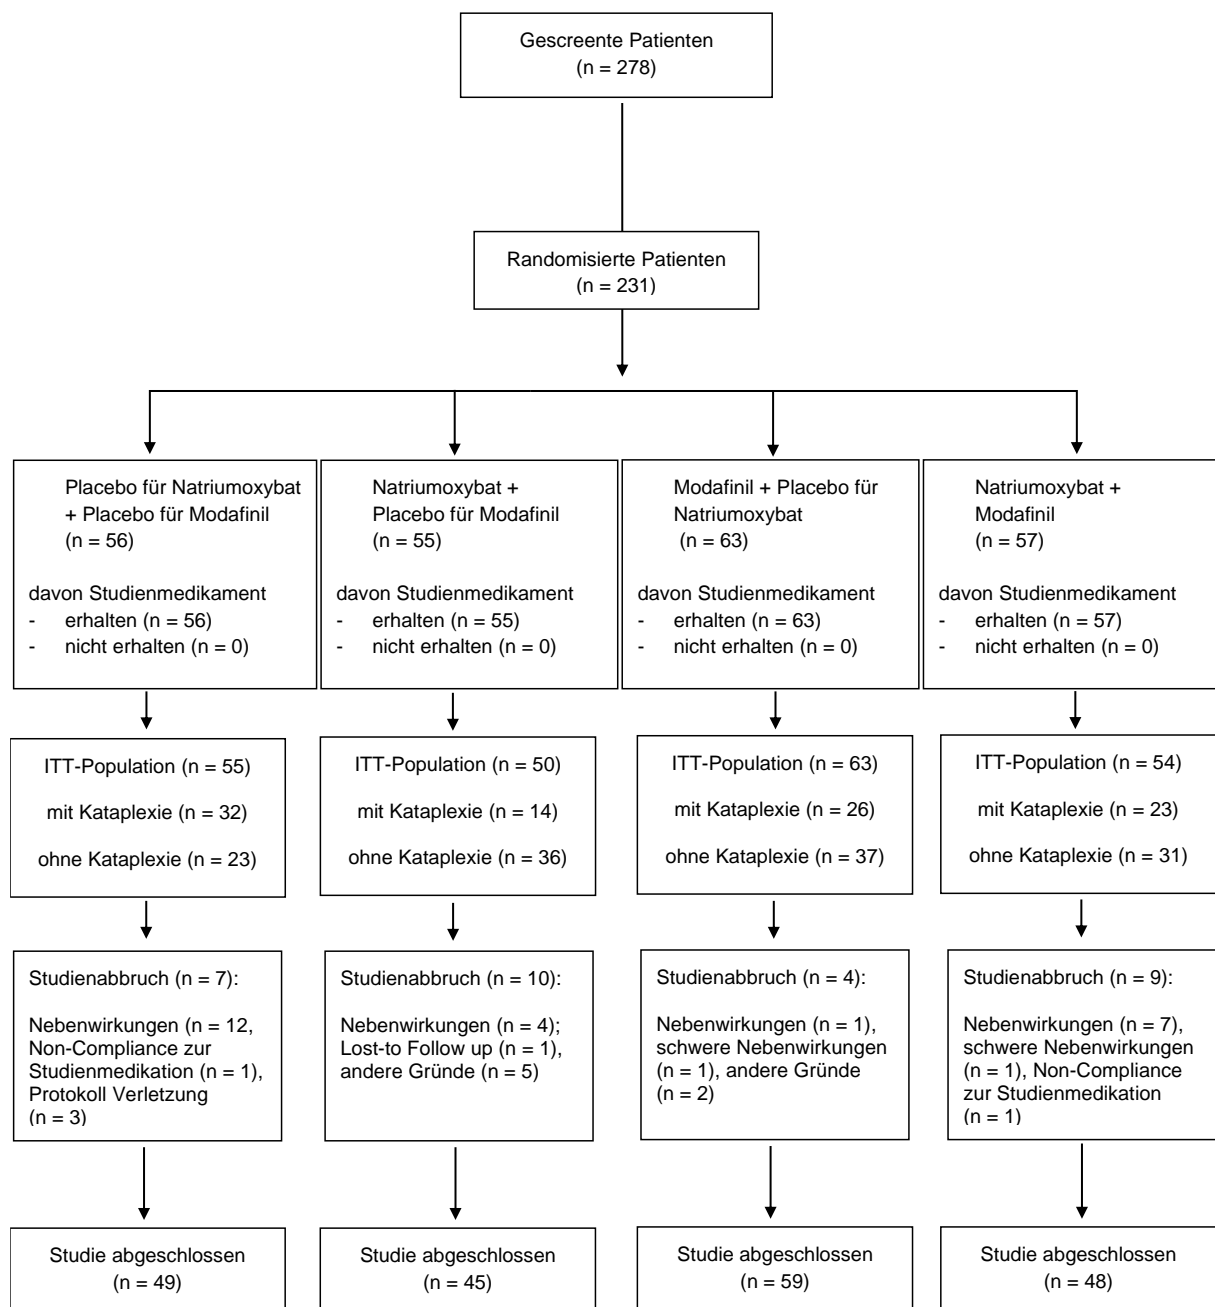 Gescreente Patienten
(n = 278)
Randomisierte Patienten
(n = 231)
Placebo für Natriumoxybat
+ Placebo für Modafinil
(n = 56)
davon Studienmedikament
- erhalten (n = 56)
- nicht erhalten (n = 0)
Natriumoxybat +
Placebo für Modafinil
(n = 55)
davon Studienmedikament
- erhalten (n = 55)
- nicht erhalten (n = 0)
Modafinil + Placebo für
Natriumoxybat
(n = 63)
davon Studienmedikament
- erhalten (n = 63)
- nicht erhalten (n = 0)
Natriumoxybat +
Modafinil
(n = 57)
davon Studienmedikament
- erhalten (n = 57)
- nicht erhalten (n = 0)
ITT-Population (n = 55)
mit Kataplexie (n = 32)
ohne Kataplexie (n = 23)
ITT-Population (n = 50)
mit Kataplexie (n = 14)
ohne Kataplexie (n = 36)
ITT-Population (n = 63)
mit Kataplexie (n = 26)
ohne Kataplexie (n = 37)
ITT-Population (n = 54)
mit Kataplexie (n = 23)
ohne Kataplexie (n = 31)
Studienabbruch (n = 7):
Nebenwirkungen (n = 12,
Non-Compliance zur
Studienmedikation (n = 1),
Protokoll Verletzung
(n = 3)
Studienabbruch (n = 10):
Nebenwirkungen (n = 4);
Lost-to Follow up (n = 1),
andere Gründe (n = 5)
Studienabbruch (n = 4):
Nebenwirkungen (n = 1),
schwere Nebenwirkungen
(n = 1), andere Gründe
(n = 2)
Studienabbruch (n = 9):
Nebenwirkungen (n = 7),
schwere Nebenwirkungen
(n = 1), Non-Compliance
zur Studienmedikation
(n = 1)
Studie abgeschlossen
(n = 49)
Studie abgeschlossen
(n = 45)
Studie abgeschlossen
(n = 59)
Studie abgeschlossen
(n = 48)